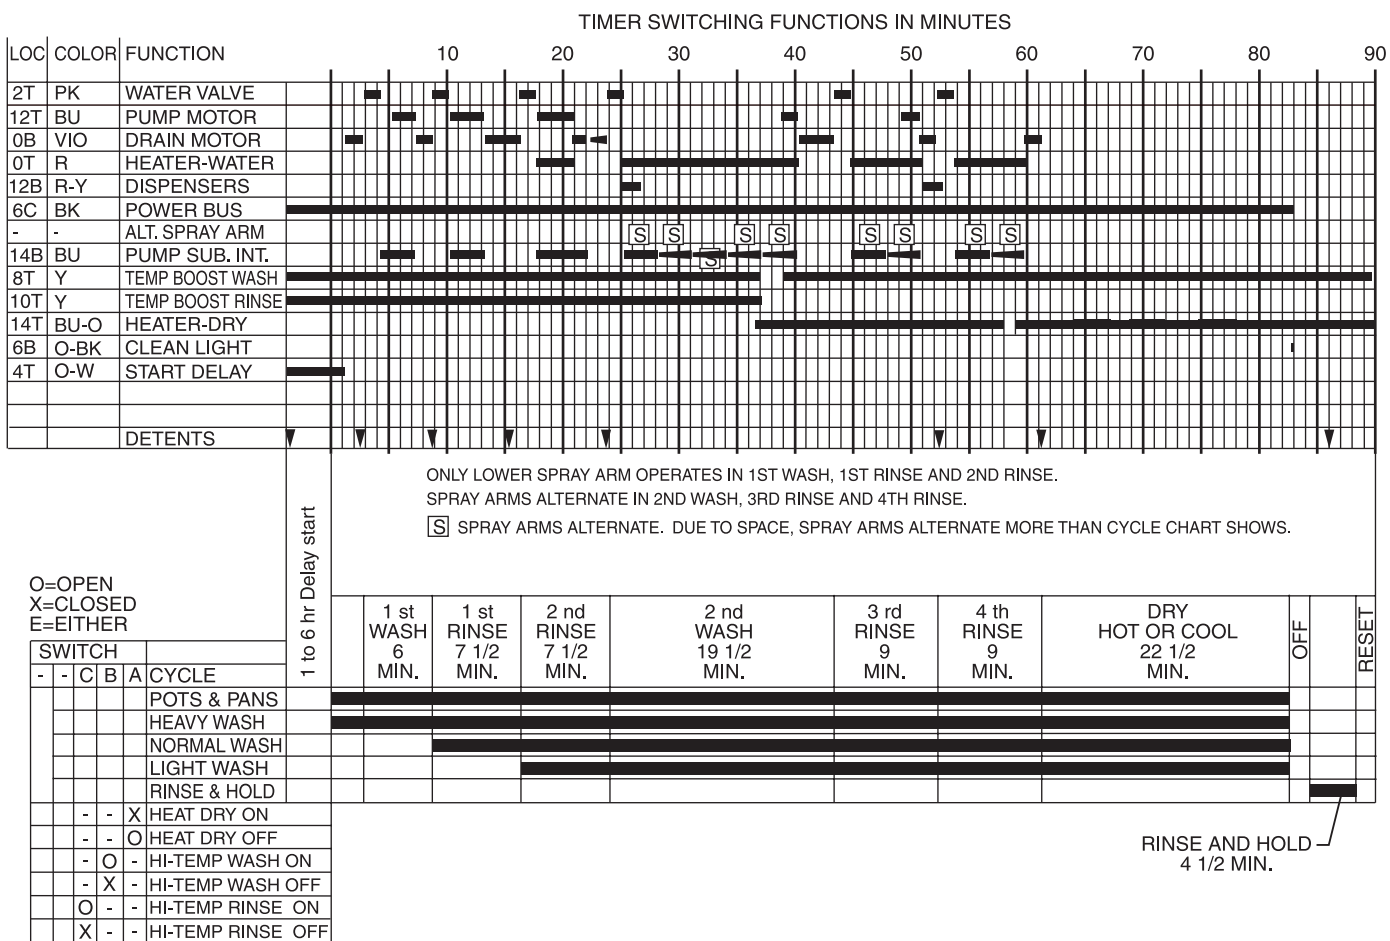 TIMER SWITCHING FUNCTIONS IN MINUTES
LOC COLOR FUNCTION 10 20 30 40 50 60 70 80 90
2T PK WATER VALVE
12T BU PUMP MOTOR
0B VIO DRAIN MOTOR
0T R HEATER-WATER
12B R-Y DISPENSERS
6C BK POWER BUS
- - ALT. SPRAY ARM S S S S S S S S
14B BU PUMP SUB. INT. S
8T Y TEMP BOOST WASH
10T Y TEMP BOOST RINSE
14T BU-O HEATER-DRY
6B O-BK CLEAN LIGHT
4T O-W START DELAY
DETENTS
ONLY LOWER SPRAY ARM OPERATES IN 1ST WASH, 1ST RINSE AND 2ND RINSE.
SPRAY ARMS ALTERNATE IN 2ND WASH, 3RD RINSE AND 4TH RINSE.
S SPRAY ARMS ALTERNATE. DUE TO SPACE, SPRAY ARMS ALTERNATE MORE THAN CYCLE CHART SHOWS.
1 to 6 hr Delay start
1 st WASH 6 MIN.
1 st RINSE 7 1/2 MIN.
2 nd RINSE 7 1/2 MIN.
2 nd WASH 19 1/2 MIN.
3 rd RINSE 9 MIN.
4 th RINSE 9 MIN.
DRY HOT OR COOL 22 1/2 MIN.
OFF
RESET
O=OPEN
X=CLOSED
E=EITHER
SWITCH
- - C B A CYCLE
POTS & PANS
HEAVY WASH
NORMAL WASH
LIGHT WASH
RINSE & HOLD
- - X HEAT DRY ON
- - O HEAT DRY OFF
- O - HI-TEMP WASH ON
- X - HI-TEMP WASH OFF
O - - HI-TEMP RINSE ON
X - - HI-TEMP RINSE OFF
RINSE AND HOLD
4 1/2 MIN.